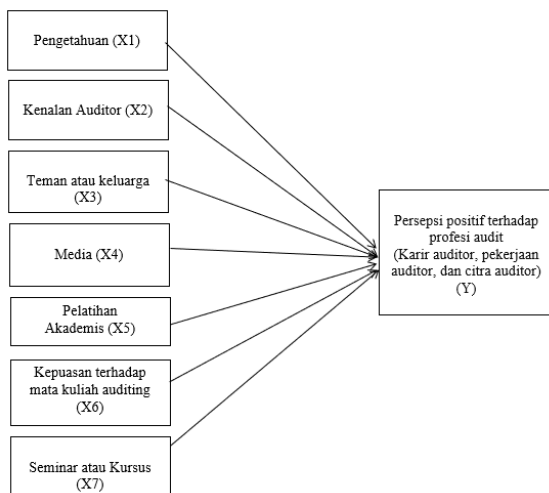 Pengetahuan (X1)
Kenalan Auditor (X2)
Teman atau keluarga
(X3)
Media (X4)
Pelatihan
Akademis (X5)
Kepuasan terhadap
mata kuliah auditing
(X6)
Seminar atau Kursus
(X7)
Persepsi positif terhadap
profesi audit
(Karir auditor, pekerjaan
auditor, dan citra auditor)
(Y)